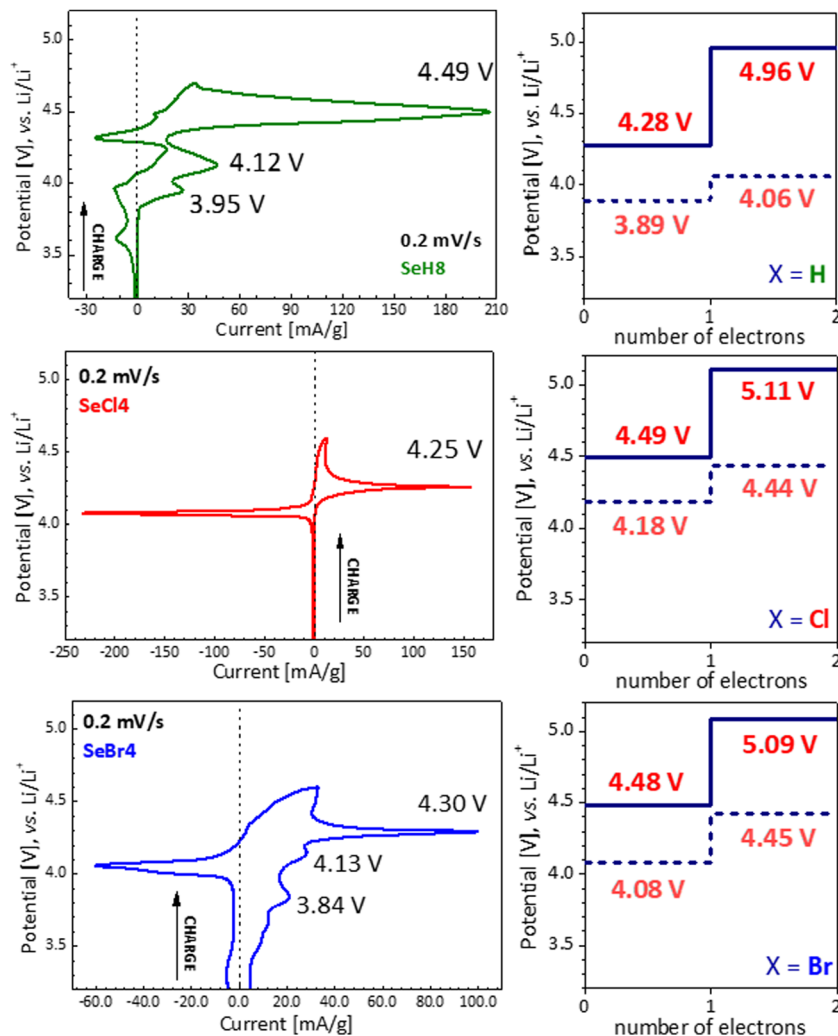 5.0
4.5
4.0
3.5
Potential [V], vs. Li/Li⁺
4.49 V
4.12 V
3.95 V
CHARGE
0.2 mV/s
SeH8
-30 0 30 60 90 120 150 180 210
Current [mA/g]
5.0
4.5
4.0
3.5
Potential [V], vs. Li/Li⁺
4.28 V
4.96 V
3.89 V
4.06 V
X = H
0 1 2
number of electrons
0.2 mV/s
SeCl4
5.0
4.5
4.0
3.5
Potential [V], vs. Li/Li⁺
4.25 V
CHARGE
-250 -200 -150 -100 -50 0 50 100 150
Current [mA/g]
5.0
4.5
4.0
3.5
Potential [V], vs. Li/Li⁺
4.49 V
5.11 V
4.18 V
4.44 V
X = Cl
0 1 2
number of electrons
0.2 mV/s
SeBr4
5.0
4.5
4.0
3.5
Potential [V], vs. Li/Li⁺
4.30 V
4.13 V
3.84 V
CHARGE
-60.0 -40.0 -20.0 0.0 20.0 40.0 60.0 80.0 100.0
Current [mA/g]
5.0
4.5
4.0
3.5
Potential [V], vs. Li/Li⁺
4.48 V
5.09 V
4.08 V
4.45 V
X = Br
0 1 2
number of electrons